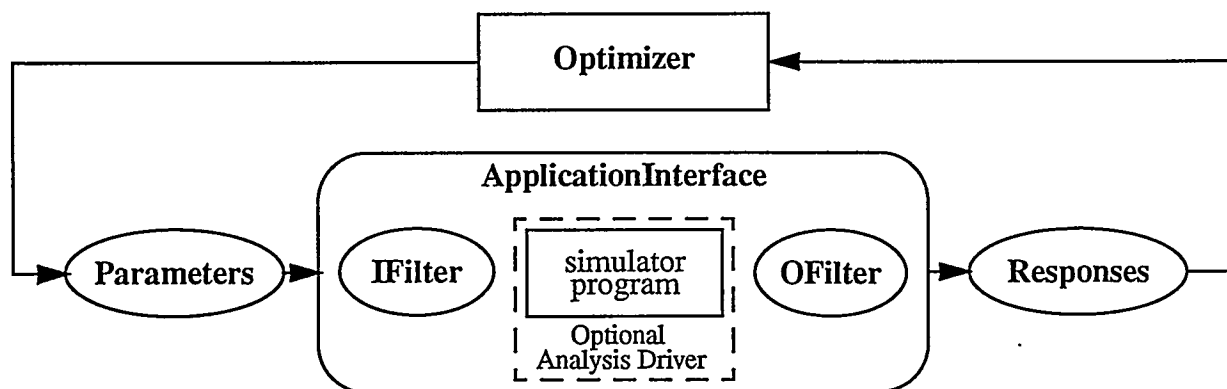 Optimizer
ApplicationInterface
Parameters
IFilter
simulator
program
OFilter
Responses
Optional
Analysis Driver